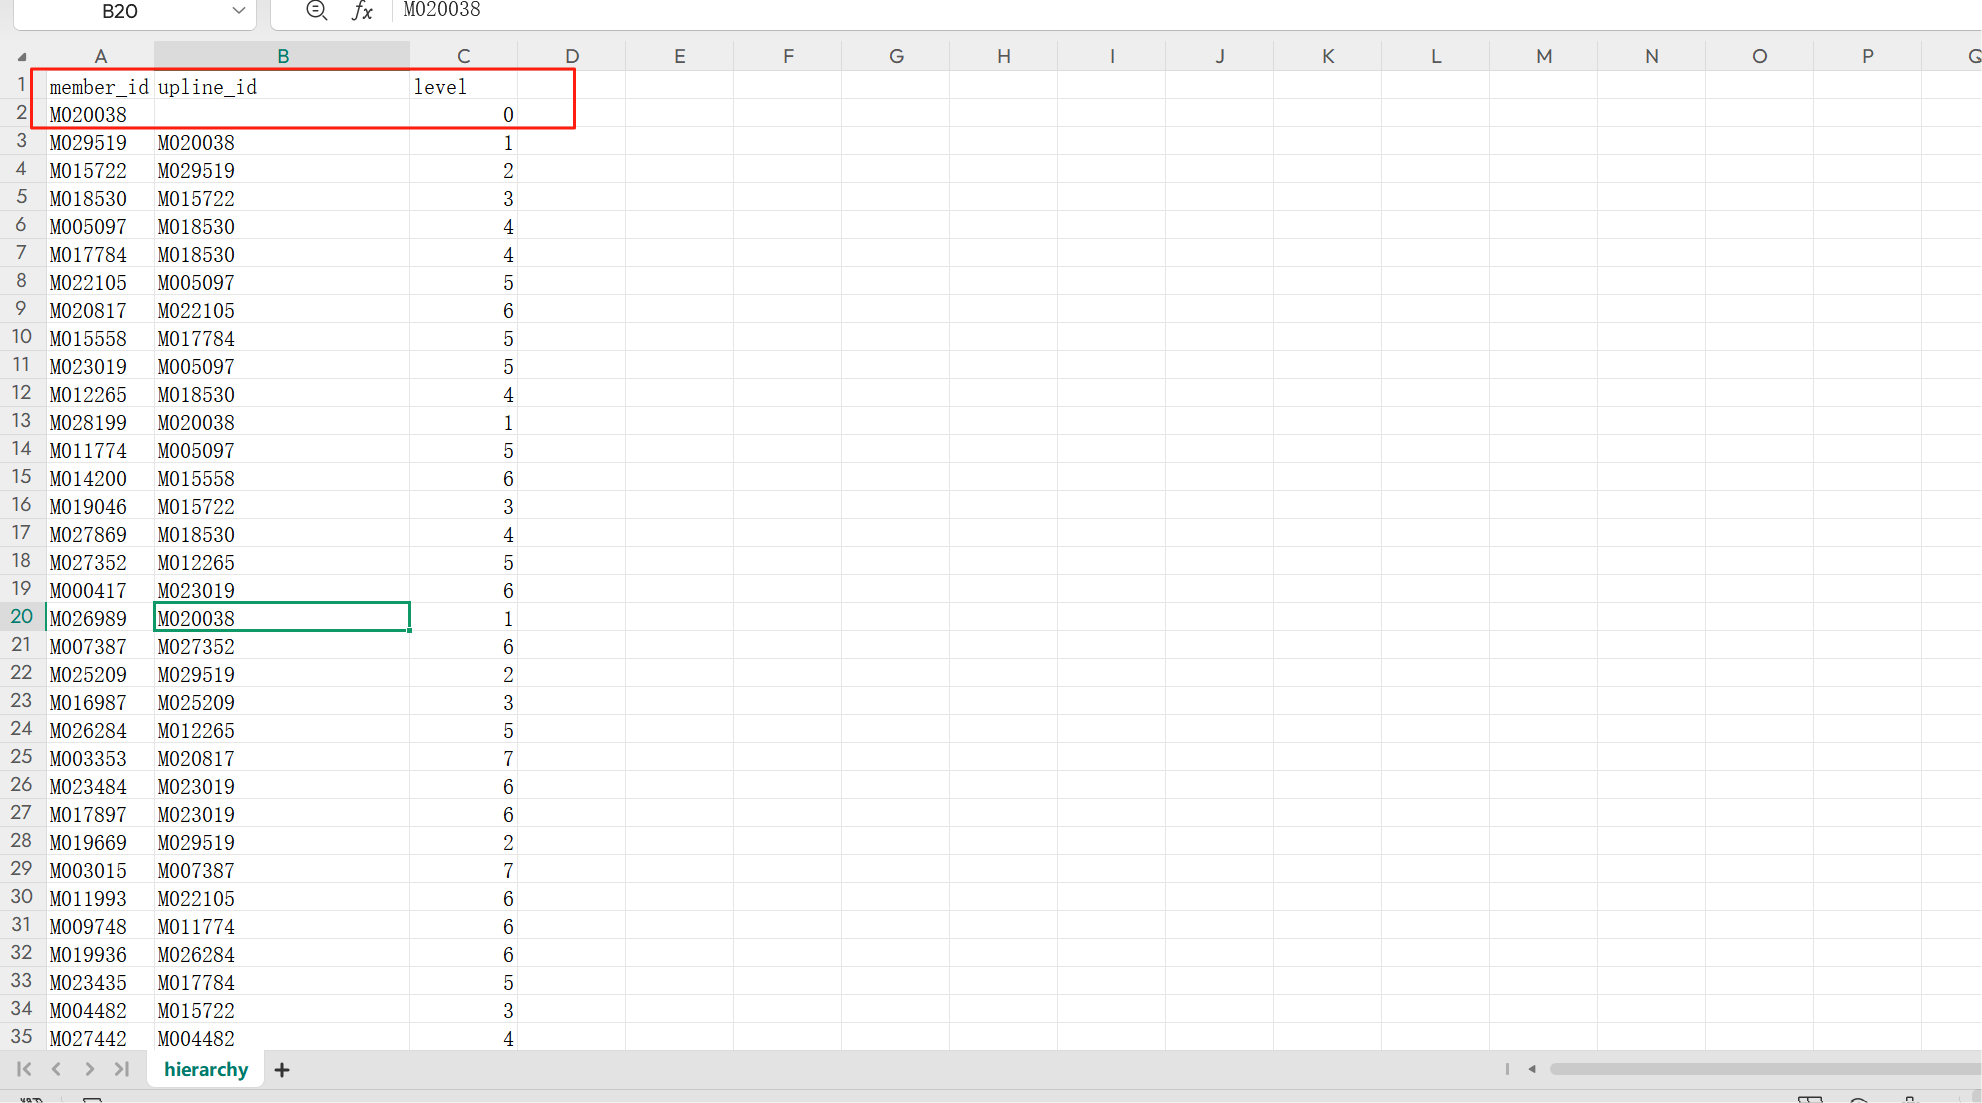 B20 fx M020038
A B C D E F G H I J K L M N O P Q
1 member_id upline_id level
2 M020038 0
3 M029519 M020038 1
4 M015722 M029519 2
5 M018530 M015722 3
6 M005097 M018530 4
7 M017784 M018530 4
8 M022105 M005097 5
9 M020817 M022105 6
10 M015558 M017784 5
11 M023019 M005097 5
12 M012265 M018530 4
13 M028199 M020038 1
14 M011774 M005097 5
15 M014200 M015558 6
16 M019046 M015722 3
17 M027869 M018530 4
18 M027352 M012265 5
19 M000417 M023019 6
20 M026989 M020038 1
21 M007387 M027352 6
22 M025209 M029519 2
23 M016987 M025209 3
24 M026284 M012265 5
25 M003353 M020817 7
26 M023484 M023019 6
27 M017897 M023019 6
28 M019669 M029519 2
29 M003015 M007387 7
30 M011993 M022105 6
31 M009748 M011774 6
32 M019936 M026284 6
33 M023435 M017784 5
34 M004482 M015722 3
35 M027442 M004482 4
hierarchy